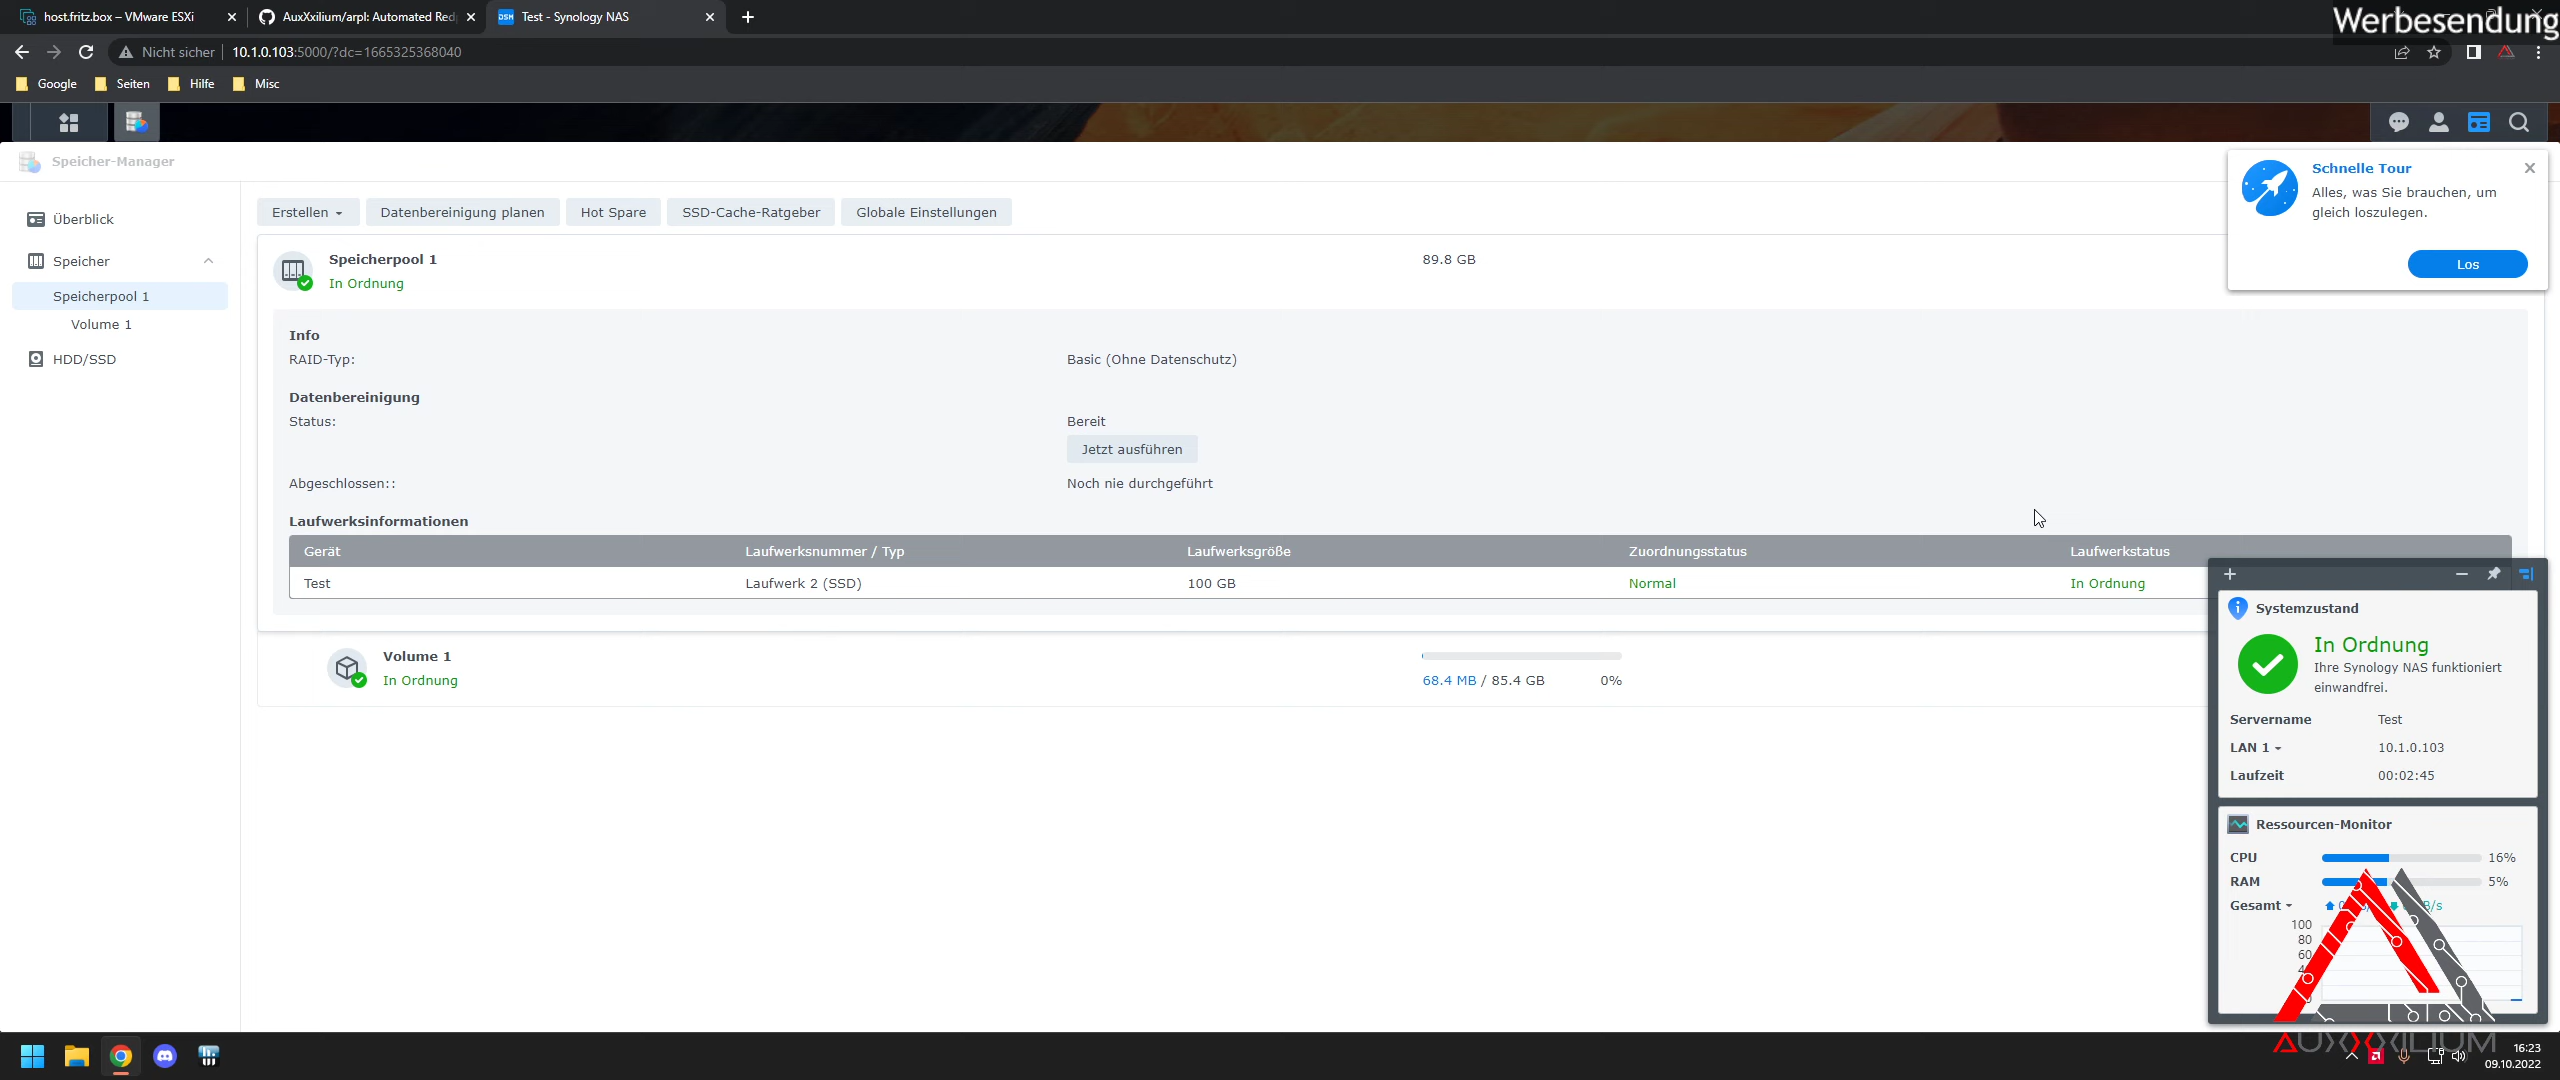 host.fritz.box – VMware ESXi
AuxXxilium/arpl: Automated Red
Test - Synology NAS
Werbesendung
Nicht sicher
10.1.0.103:5000/?dc=1665325368040
Google
Seiten
Hilfe
Misc
Speicher-Manager
Überblick
Speicher
Speicherpool 1
Volume 1
HDD/SSD
Erstellen
Datenbereinigung planen
Hot Spare
SSD-Cache-Ratgeber
Globale Einstellungen
Speicherpool 1
89.8 GB
In Ordnung
Info
RAID-Typ:
Basic (Ohne Datenschutz)
Datenbereinigung
Status:
Bereit
Jetzt ausführen
Abgeschlossen::
Noch nie durchgeführt
Laufwerksinformationen
Gerät
Laufwerksnummer / Typ
Laufwerksgröße
Zuordnungsstatus
Laufwerkstatus
Test
Laufwerk 2 (SSD)
100 GB
Normal
In Ordnung
Volume 1
In Ordnung
68.4 MB / 85.4 GB
0%
Schnelle Tour
Alles, was Sie brauchen, um
gleich loszulegen.
Los
Systemzustand
In Ordnung
Ihre Synology NAS funktioniert
einwandfrei.
Servername
Test
LAN 1
10.1.0.103
Laufzeit
00:02:45
Ressourcen-Monitor
CPU
16%
RAM
5%
Gesamt
100
80
60
AUXXXILIUM
16:23
09.10.2022